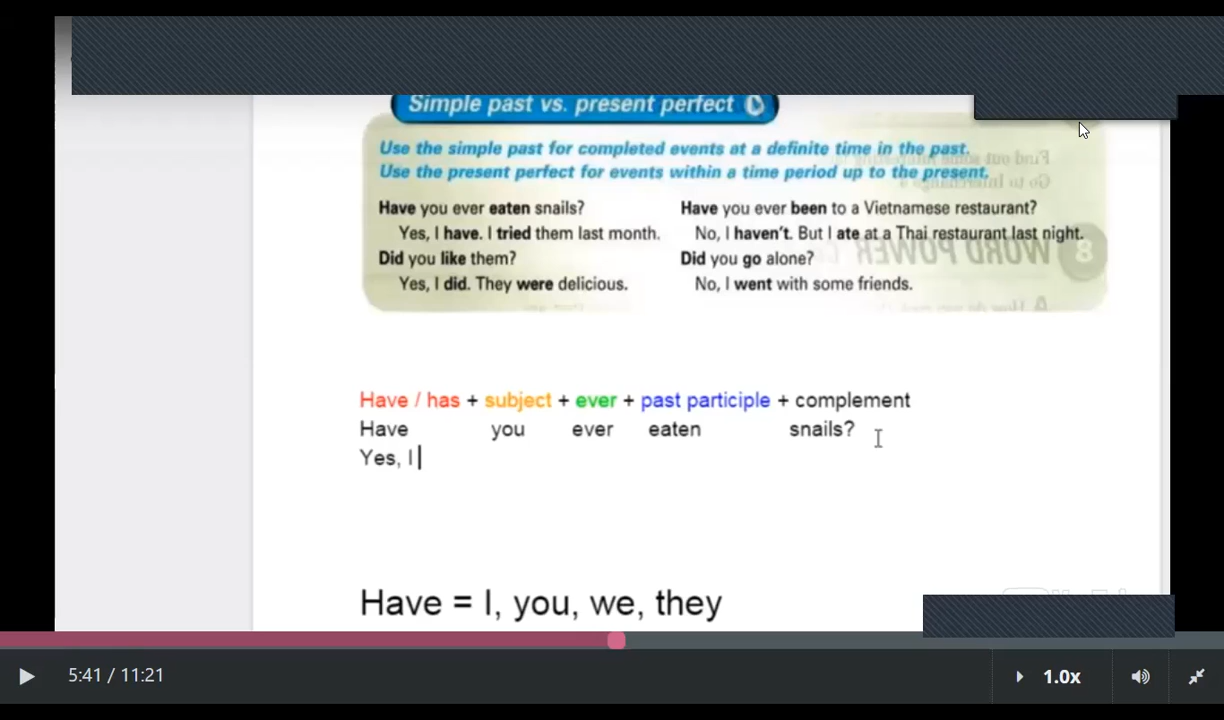 Simple past vs. present perfect
Use the simple past for completed events at a definite time in the past.
Use the present perfect for events within a time period up to the present.
Have you ever eaten snails?
Yes, I have. I tried them last month.
Did you like them?
Yes, I did. They were delicious.
Have you ever been to a Vietnamese restaurant?
No, I haven't. But I ate at a Thai restaurant last night.
Did you go alone?
No, I went with some friends.
WORD POWER
8
Have / has + subject + ever + past participle + complement
Have you ever eaten snails?
Yes, I
Have = I, you, we, they
5:41 / 11:21
1.0x